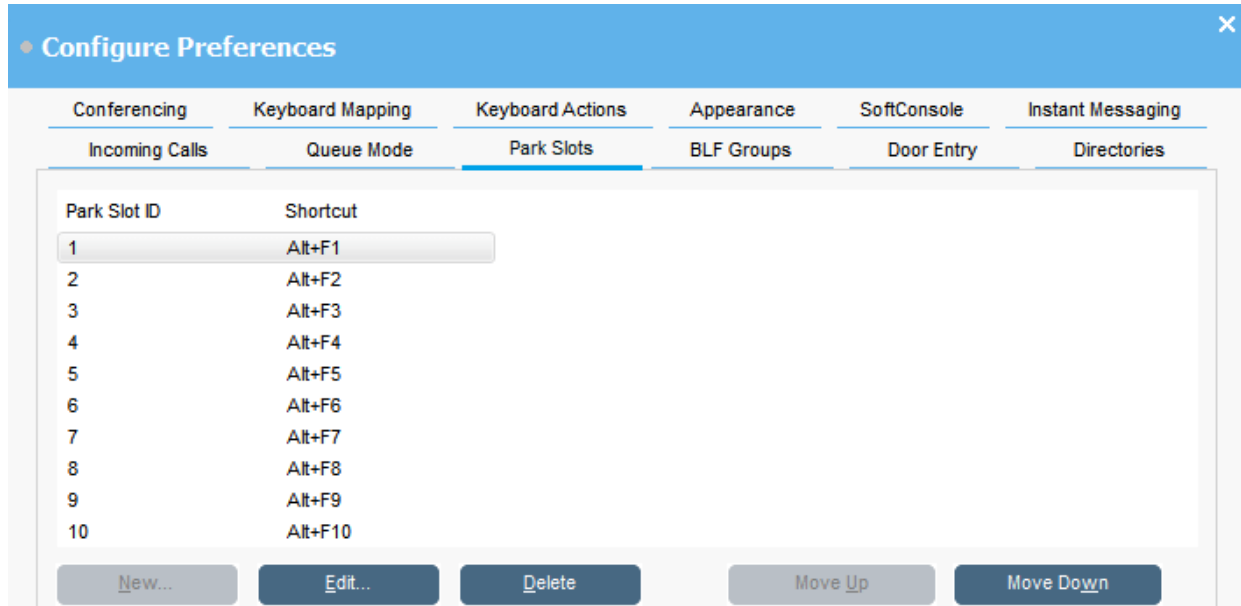 Configure Preferences
Conferencing Keyboard Mapping Keyboard Actions Appearance SoftConsole Instant Messaging
Incoming Calls Queue Mode Park Slots BLF Groups Door Entry Directories
Park Slot ID Shortcut
1 Alt+F1
2 Alt+F2
3 Alt+F3
4 Alt+F4
5 Alt+F5
6 Alt+F6
7 Alt+F7
8 Alt+F8
9 Alt+F9
10 Alt+F10
New... Edit... Delete Move Up Move Down